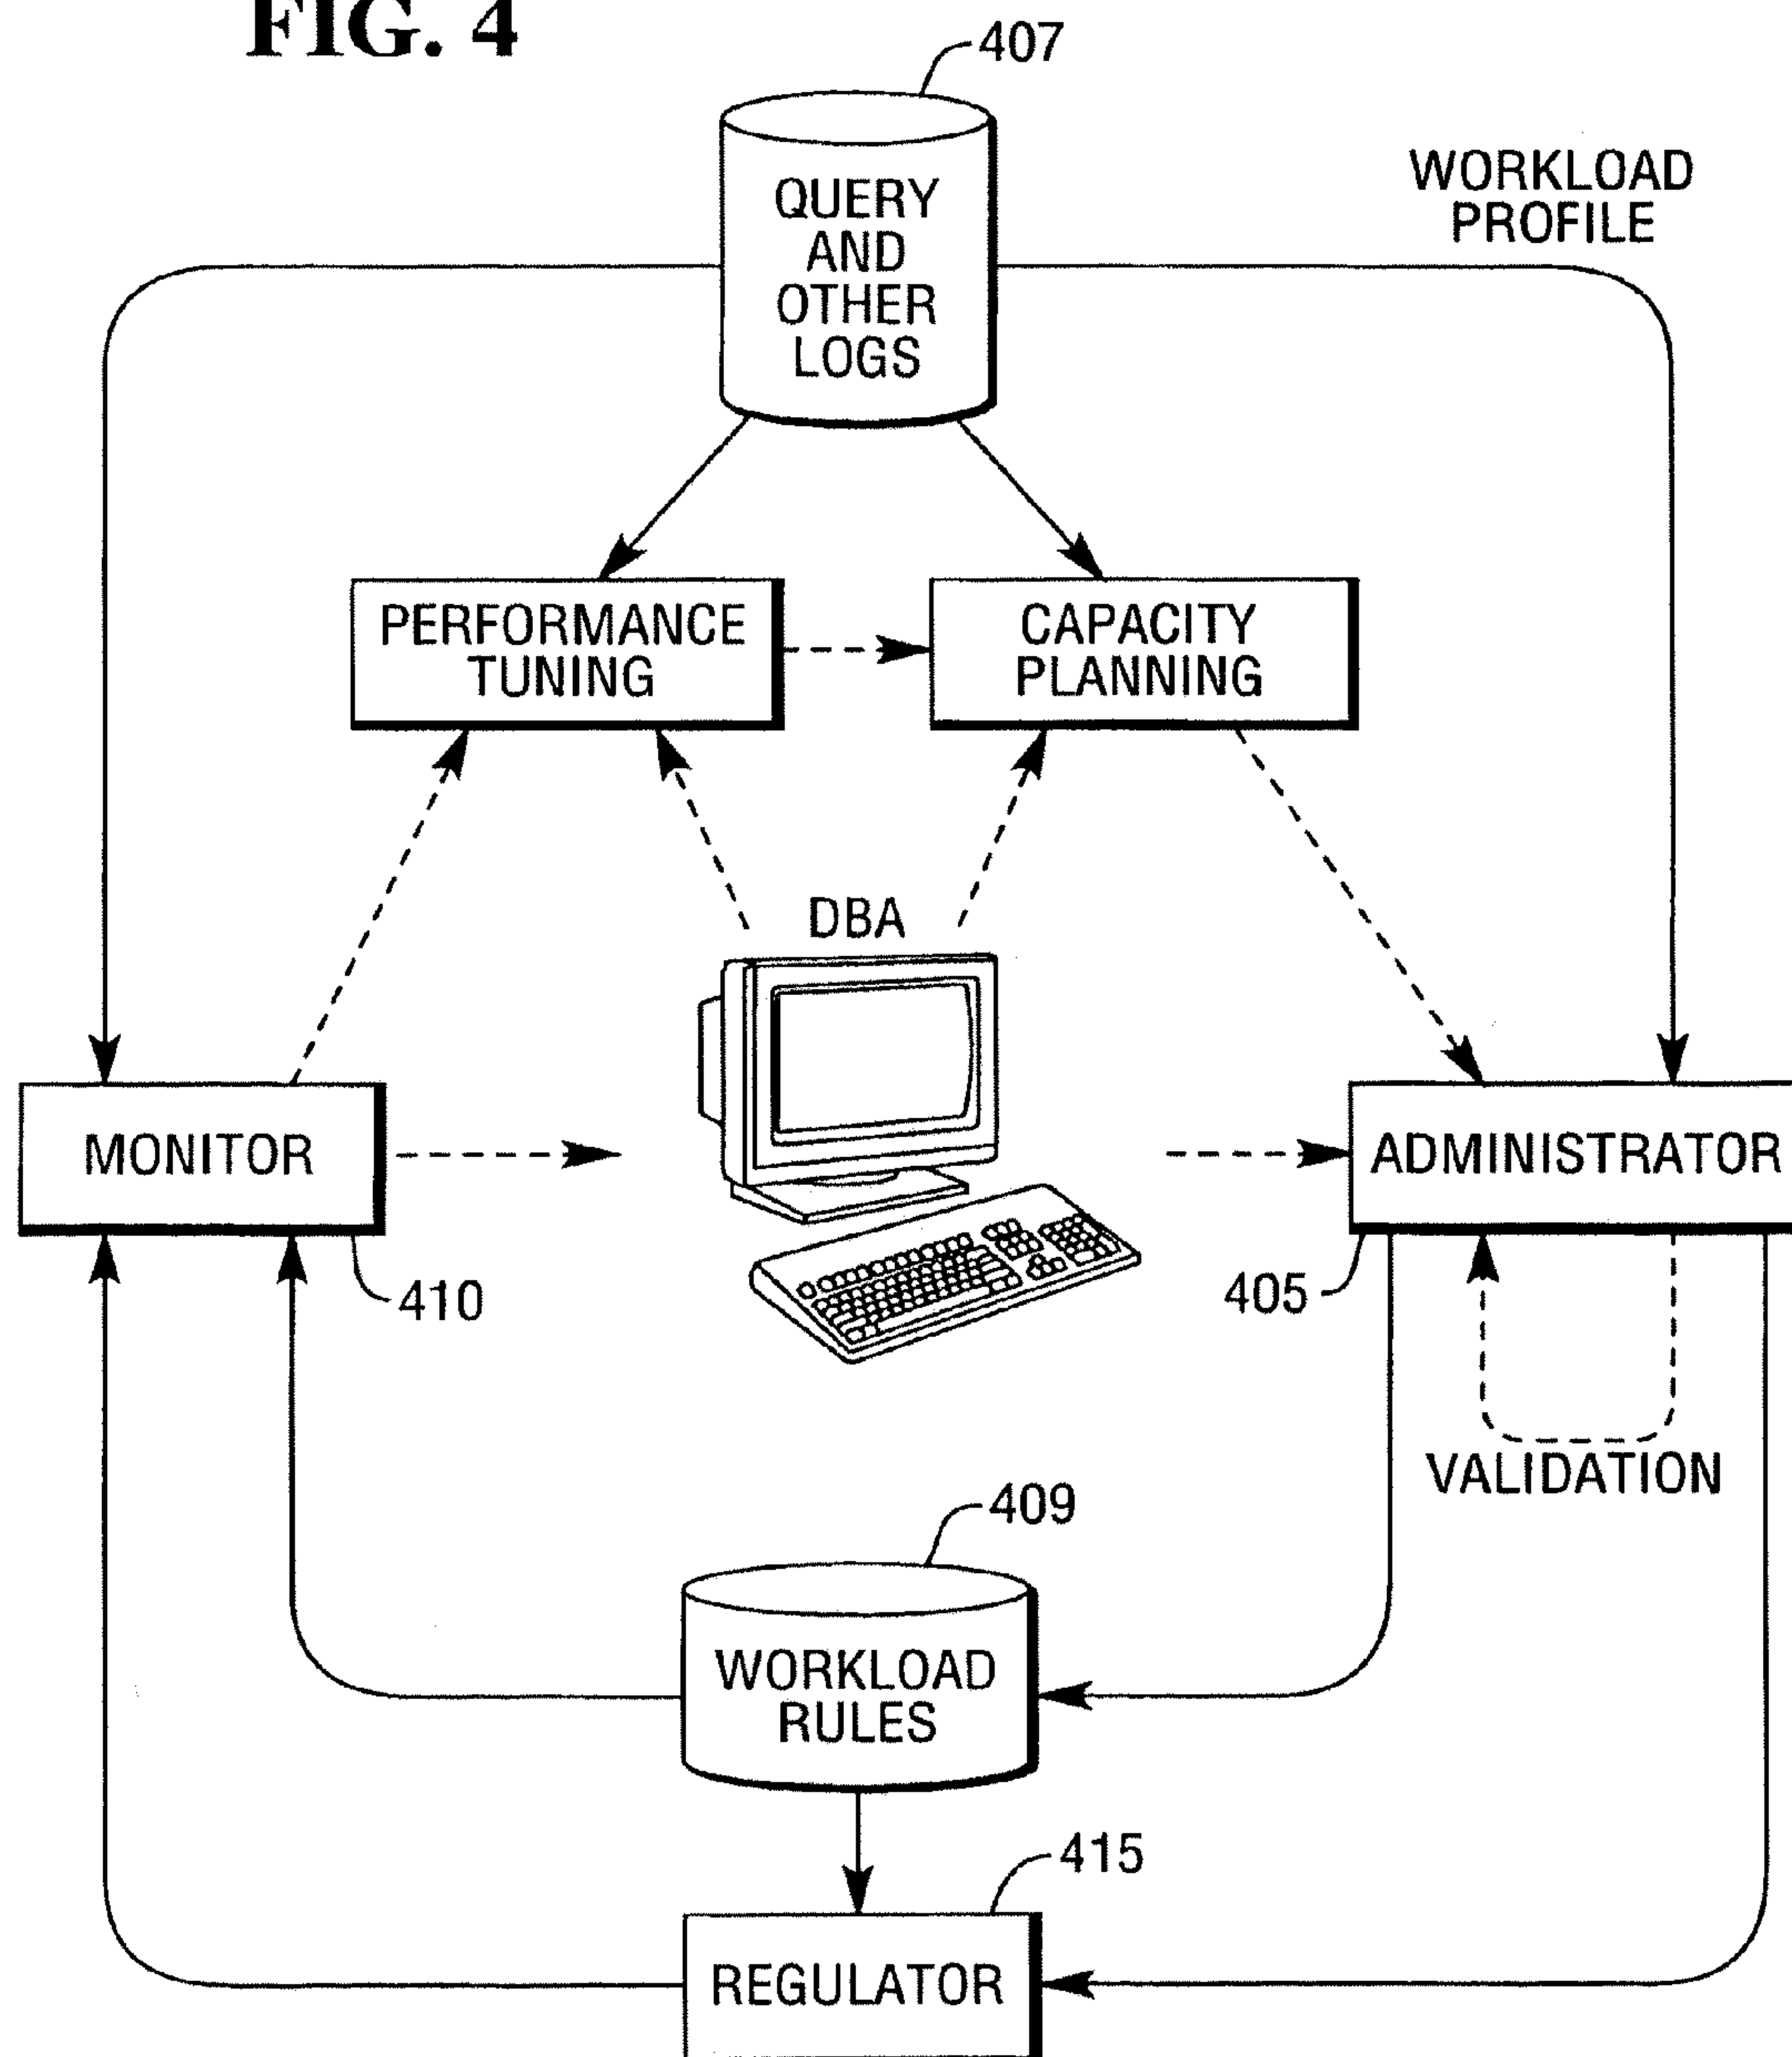 FIG. 4
407
QUERY
AND
OTHER
LOGS
WORKLOAD
PROFILE
PERFORMANCE
TUNING
CAPACITY
PLANNING
DBA
MONITOR
ADMINISTRATOR
410
405
VALIDATION
409
WORKLOAD
RULES
415
REGULATOR